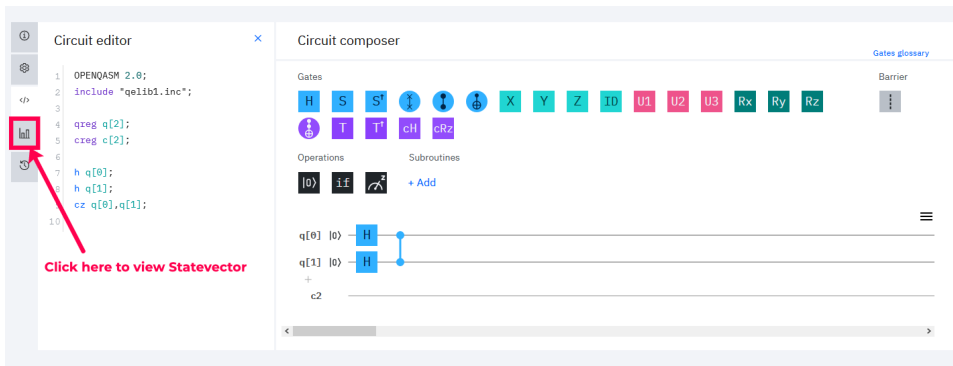 Circuit editor
×
1 OPENQASM 2.0;
2 include "qelib1.inc";
3
4 qreg q[2];
5 creg c[2];
6
7 h q[0];
8 h q[1];
cz q[0],q[1];
10
Click here to view Statevector
Circuit composer
Gates glossary
Gates
Barrier
H S S† X Y Z ID U1 U2 U3 Rx Ry Rz
T T† cH cRz
Operations Subroutines
|0⟩ if z + Add
q[0] |0⟩ H
q[1] |0⟩ H
+
c2